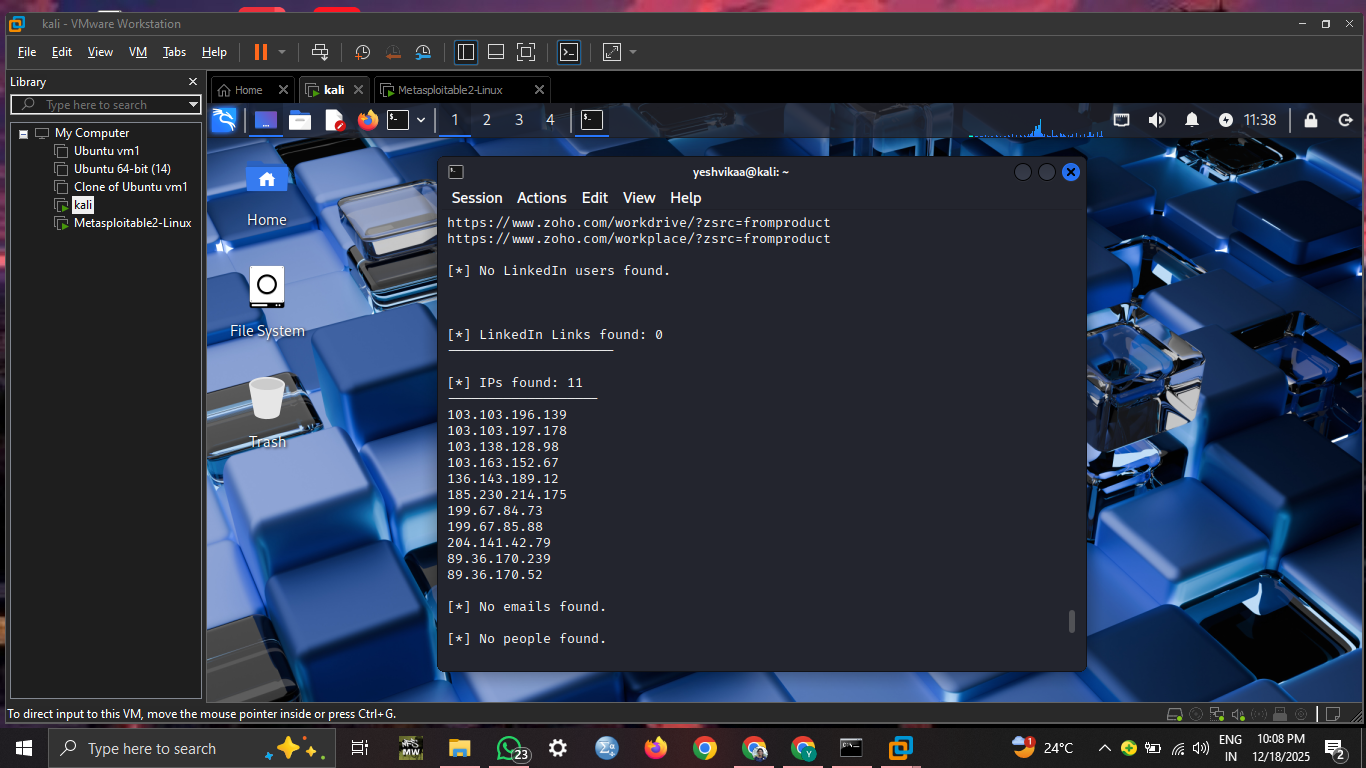 kali - VMware Workstation
File Edit View VM Tabs Help
Library
Type here to search
My Computer
Ubuntu vm1
Ubuntu 64-bit (14)
Clone of Ubuntu vm1
kali
Metasploitable2-Linux
Home
kali
Metasploitable2-Linux
1 2 3 4
11:38
Home
File System
Trash
yeshvikaa@kali: ~
Session Actions Edit View Help
https://www.zoho.com/workdrive/?zsrc=fromproduct
https://www.zoho.com/workplace/?zsrc=fromproduct
[*] No LinkedIn users found.
[*] LinkedIn Links found: 0
[*] IPs found: 11
103.103.196.139
103.103.197.178
103.138.128.98
103.163.152.67
136.143.189.12
185.230.214.175
199.67.84.73
199.67.85.88
204.141.42.79
89.36.170.239
89.36.170.52
[*] No emails found.
[*] No people found.
To direct input to this VM, move the mouse pointer inside or press Ctrl+G.
Type here to search
MW
23
Y
1
24°C
ENG
IN
10:08 PM
12/18/2025
2